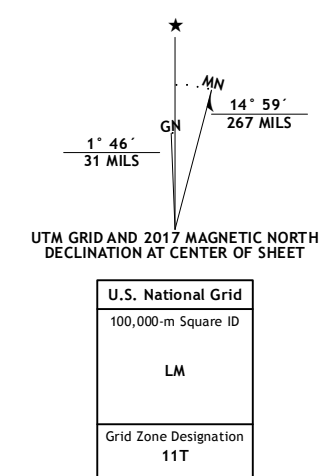 ★
MN
GN
14° 59´
267 MILS
1° 46´
31 MILS
UTM GRID AND 2017 MAGNETIC NORTH
DECLINATION AT CENTER OF SHEET
U.S. National Grid
100,000-m Square ID
LM
Grid Zone Designation
11T